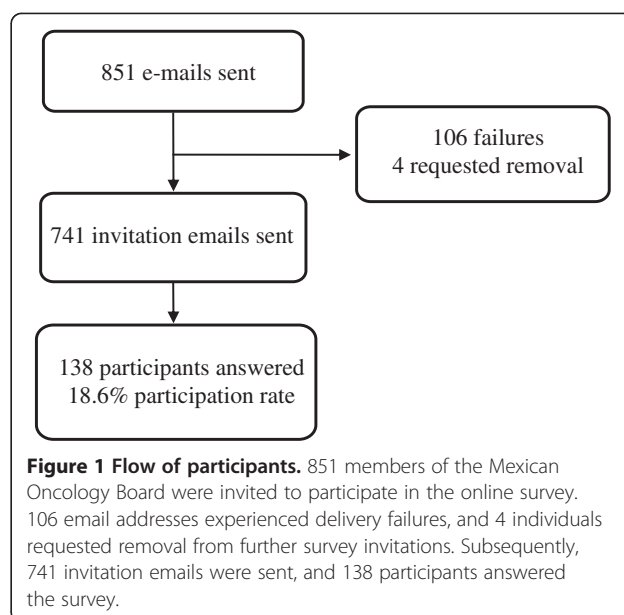 851 e-mails sent
106 failures
4 requested removal
741 invitation emails sent
138 participants answered
18.6% participation rate
Figure 1 Flow of participants. 851 members of the Mexican
Oncology Board were invited to participate in the online survey.
106 email addresses experienced delivery failures, and 4 individuals
requested removal from further survey invitations. Subsequently,
741 invitation emails were sent, and 138 participants answered
the survey.